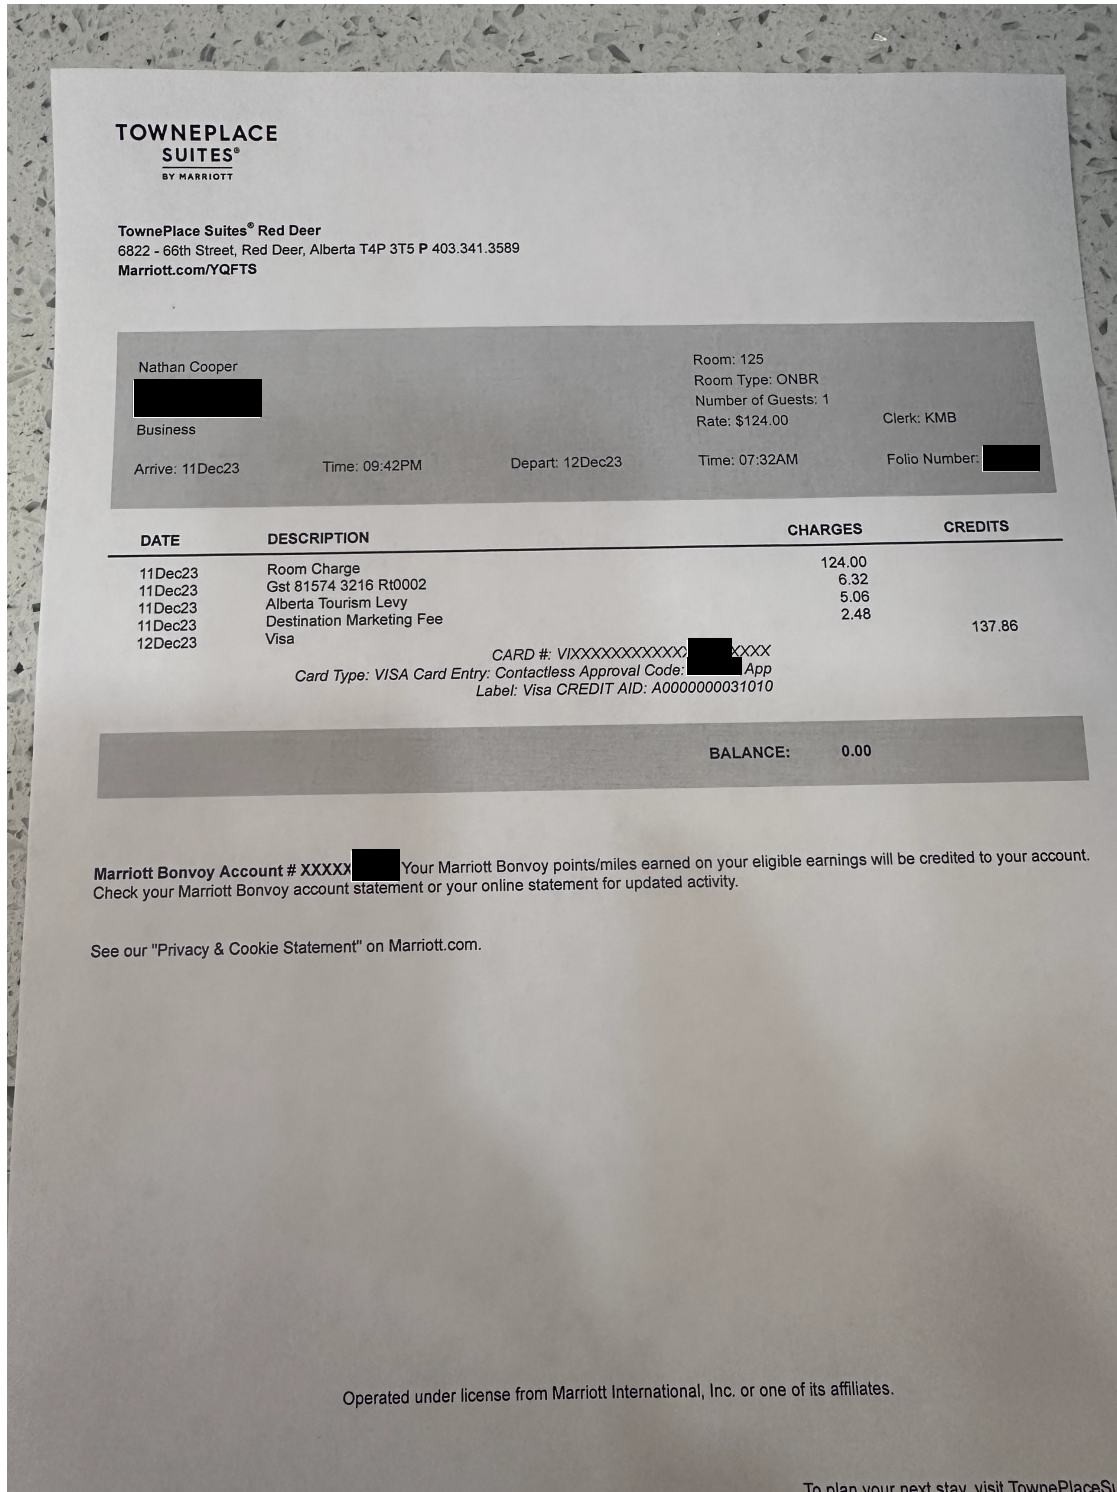 TOWNEPLACE
SUITES®
BY MARRIOTT
TownePlace Suites® Red Deer
6822 - 66th Street, Red Deer, Alberta T4P 3T5 P 403.341.3589
Marriott.com/YQFTS
Nathan Cooper
Business
Room: 125
Room Type: ONBR
Number of Guests: 1
Rate: $124.00 Clerk: KMB
Arrive: 11Dec23 Time: 09:42PM Depart: 12Dec23 Time: 07:32AM Folio Number:
DATE DESCRIPTION CHARGES CREDITS
11Dec23 Room Charge 124.00
11Dec23 Gst 81574 3216 Rt0002 6.32
11Dec23 Alberta Tourism Levy 5.06
11Dec23 Destination Marketing Fee 2.48
12Dec23 Visa 137.86
CARD #: VIXXXXXXXXXXXX XXXX
Card Type: VISA Card Entry: Contactless Approval Code: App
Label: Visa CREDIT AID: A0000000031010
BALANCE: 0.00
Marriott Bonvoy Account # XXXXX Your Marriott Bonvoy points/miles earned on your eligible earnings will be credited to your account.
Check your Marriott Bonvoy account statement or your online statement for updated activity.
See our "Privacy & Cookie Statement" on Marriott.com.
Operated under license from Marriott International, Inc. or one of its affiliates.
To plan your next stay, visit TownePlaceSu